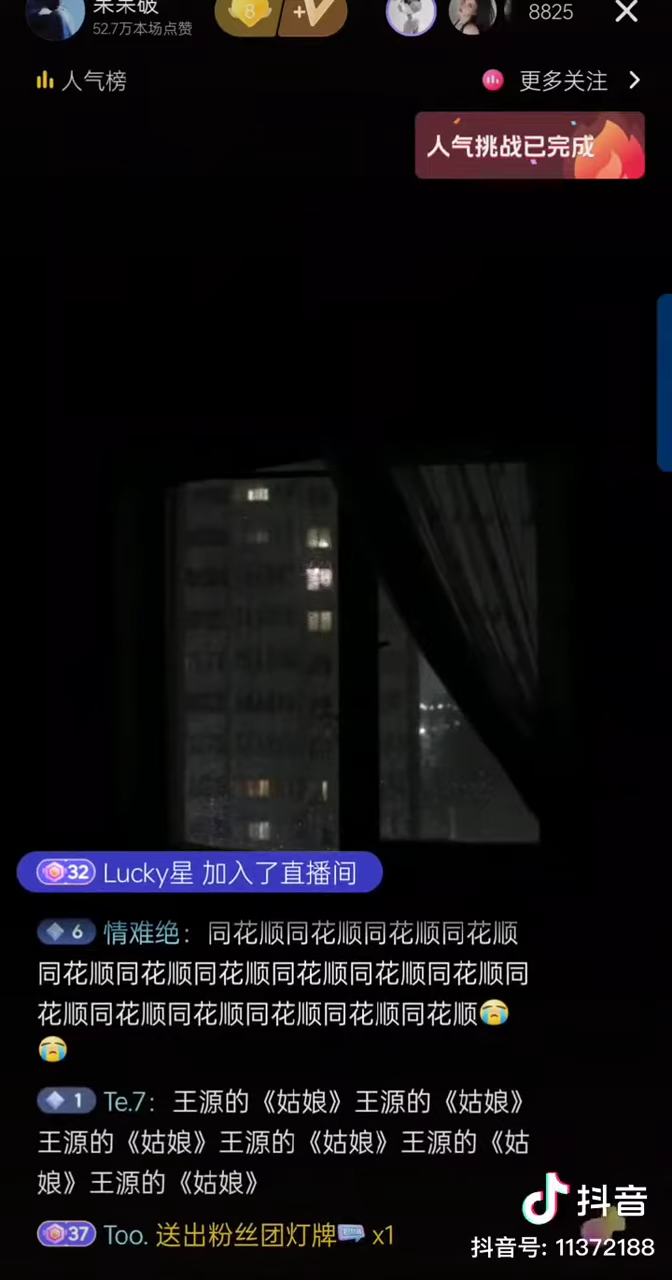 未未破
52.7万本场点赞
8
+
8825
人气榜
更多关注
人气挑战已完成
32 Lucky星 加入了直播间
6 情难绝：同花顺同花顺同花顺同花顺
同花顺同花顺同花顺同花顺同花顺同花顺同
花顺同花顺同花顺同花顺同花顺同花顺😭
😭
1 Te.7：王源的《姑娘》王源的《姑娘》
王源的《姑娘》王源的《姑娘》王源的《姑
娘》王源的《姑娘》
37 Too. 送出粉丝团灯牌 x1
抖音
抖音号: 11372188